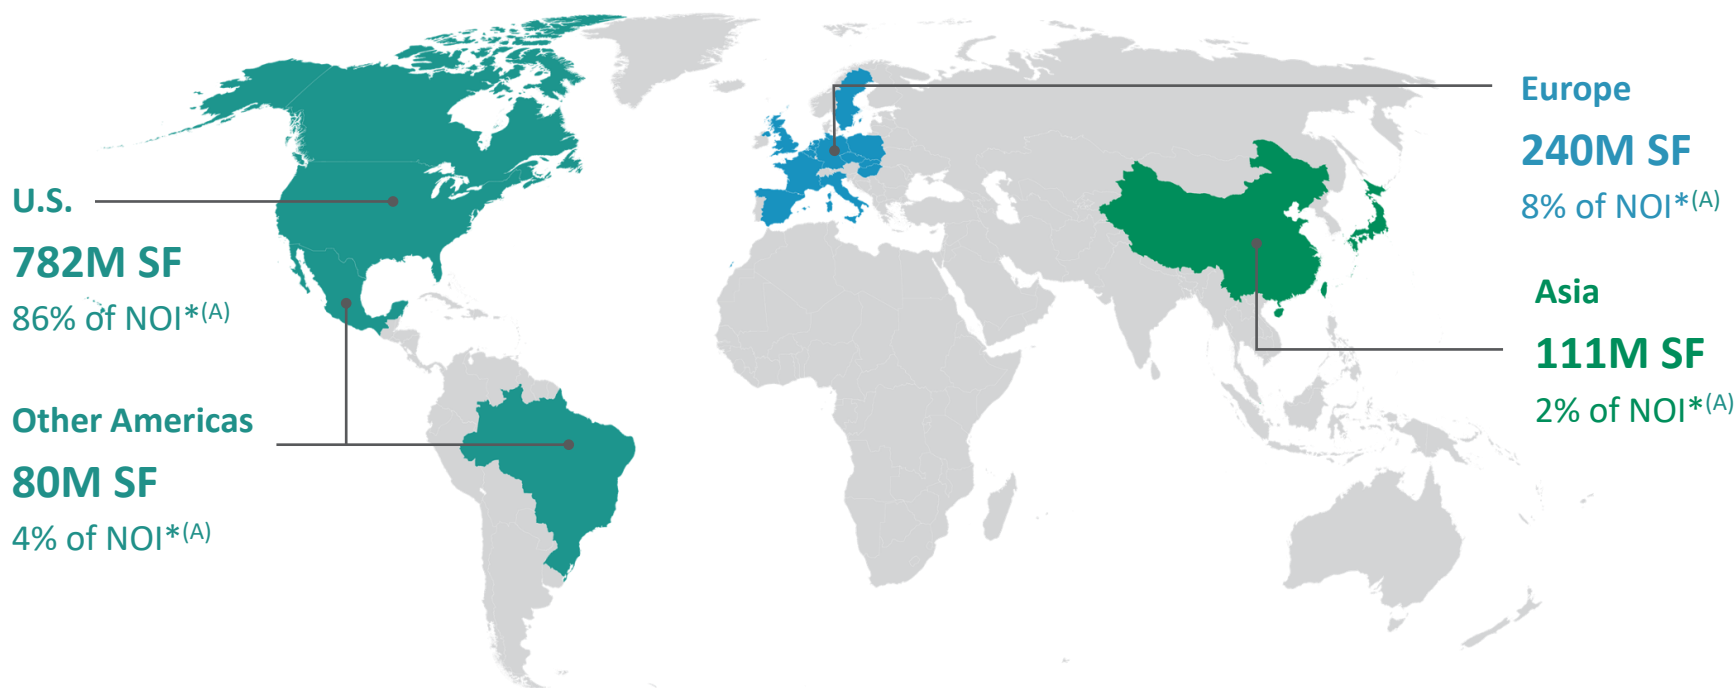 U.S.
782M SF
86% of NOI*(A)
Other Americas
80M SF
4% of NOI*(A)
Europe
240M SF
8% of NOI*(A)
Asia
111M SF
2% of NOI*(A)